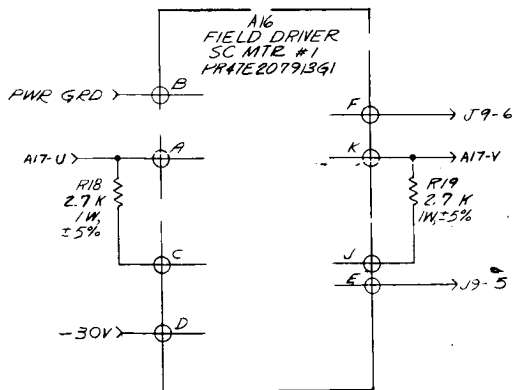 A16
FIELD DRIVER
SC MTR #1
PR47E207913G1
B
PWR GRD
F
J9-6
A
A17-U
K
A17-V
R18
2.7 K
1W,
±5%
R19
2.7 K
1W,±5%
C
J
E
J9-5
-30V
D